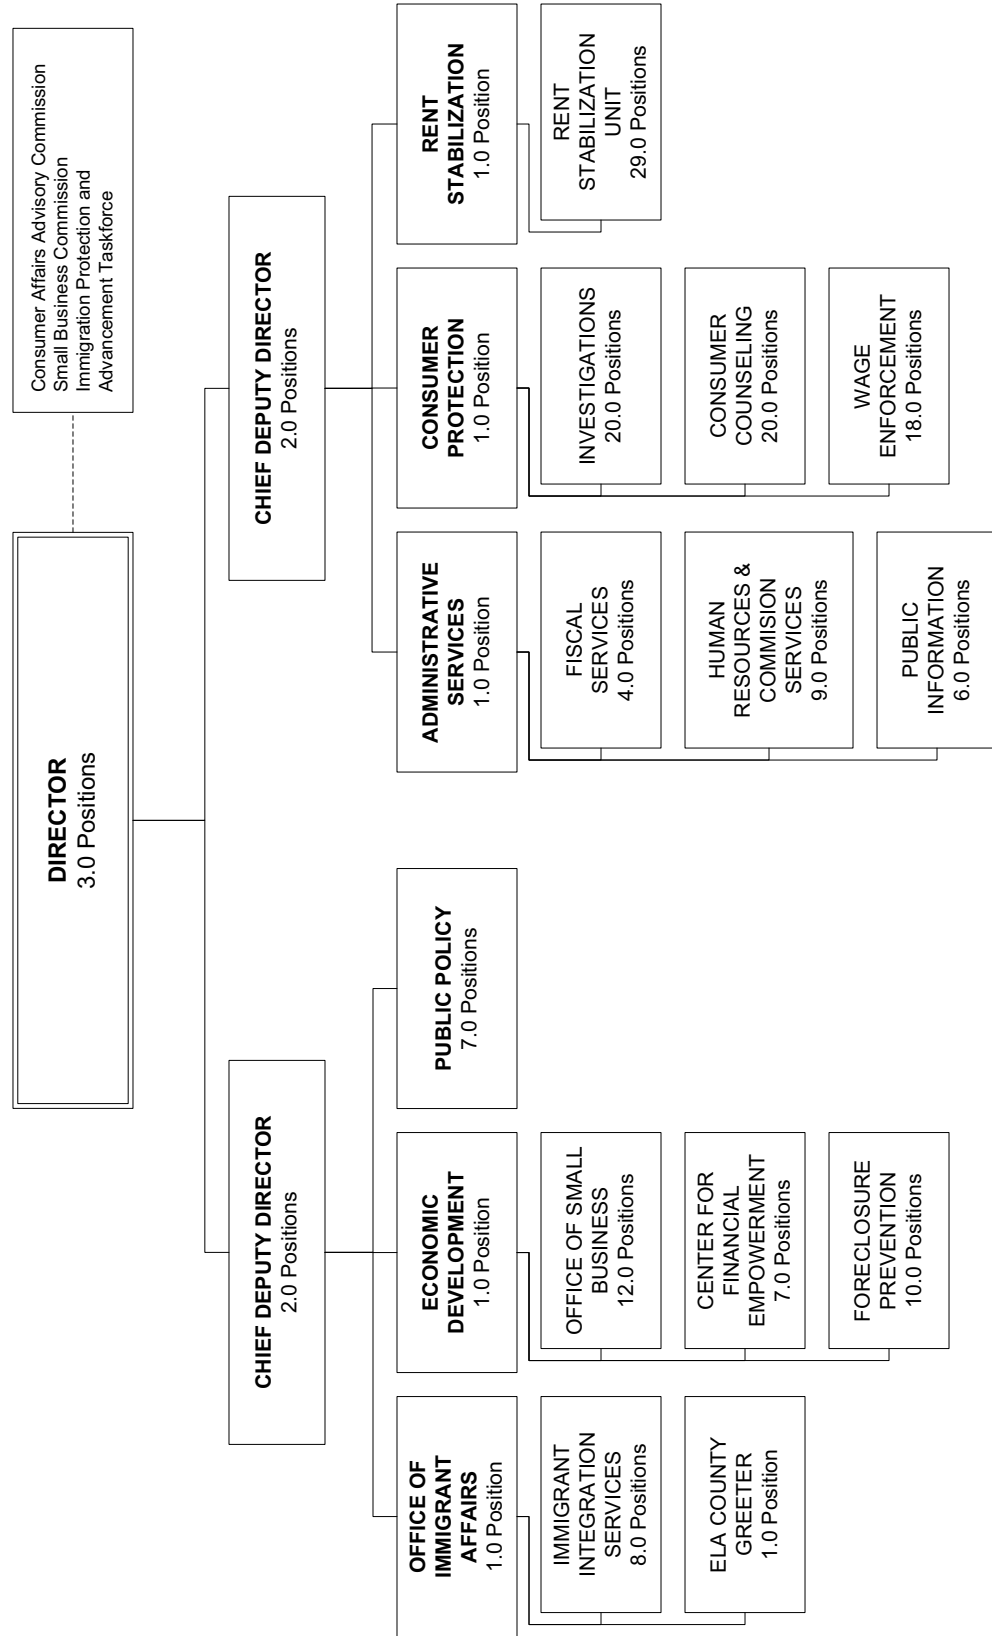 DIRECTOR
3.0 Positions
Consumer Affairs Advisory Commission
Small Business Commission
Immigration Protection and
Advancement Taskforce
CHIEF DEPUTY DIRECTOR
2.0 Positions
CHIEF DEPUTY DIRECTOR
2.0 Positions
OFFICE OF
IMMIGRANT
AFFAIRS
1.0 Position
ECONOMIC
DEVELOPMENT
1.0 Position
PUBLIC POLICY
7.0 Positions
ADMINISTRATIVE
SERVICES
1.0 Position
CONSUMER
PROTECTION
1.0 Position
RENT
STABILIZATION
1.0 Position
IMMIGRANT
INTEGRATION
SERVICES
8.0 Positions
OFFICE OF SMALL
BUSINESS
12.0 Positions
FISCAL
SERVICES
4.0 Positions
INVESTIGATIONS
20.0 Positions
RENT
STABILIZATION
UNIT
29.0 Positions
ELA COUNTY
GREETER
1.0 Position
CENTER FOR
FINANCIAL
EMPOWERMENT
7.0 Positions
HUMAN
RESOURCES &
COMMISION
SERVICES
9.0 Positions
CONSUMER
COUNSELING
20.0 Positions
FORECLOSURE
PREVENTION
10.0 Positions
PUBLIC
INFORMATION
6.0 Positions
WAGE
ENFORCEMENT
18.0 Positions